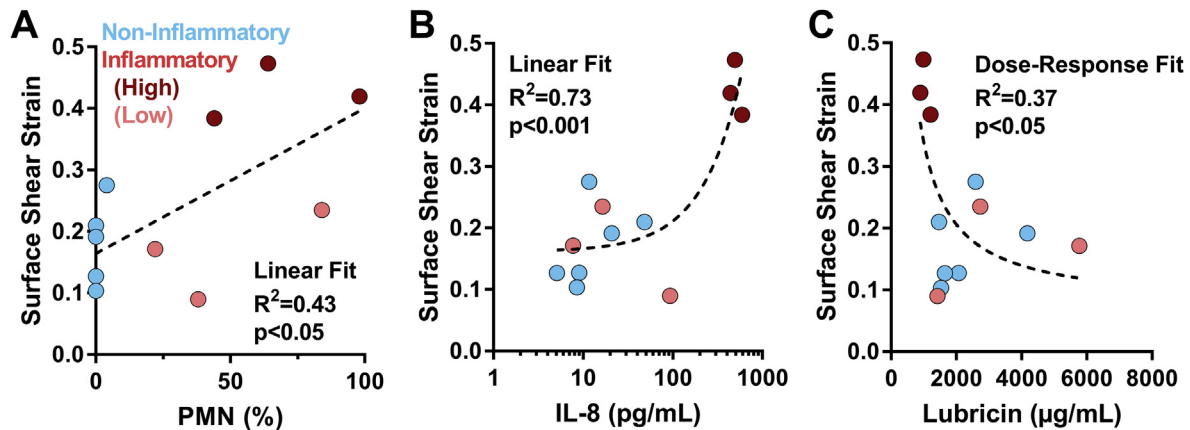 A
Non-Inflammatory
Inflammatory
(High)
(Low)
Surface Shear Strain
0.5
0.4
0.3
0.2
0.1
0.0
Linear Fit
R²=0.43
p<0.05
0
50
100
PMN (%)
B
Surface Shear Strain
0.5
0.4
0.3
0.2
0.1
0.0
Linear Fit
R²=0.73
p<0.001
1
10
100
1000
IL-8 (pg/mL)
C
Surface Shear Strain
0.5
0.4
0.3
0.2
0.1
0.0
Dose-Response Fit
R²=0.37
p<0.05
0
2000
4000
6000
8000
Lubricin (µg/mL)